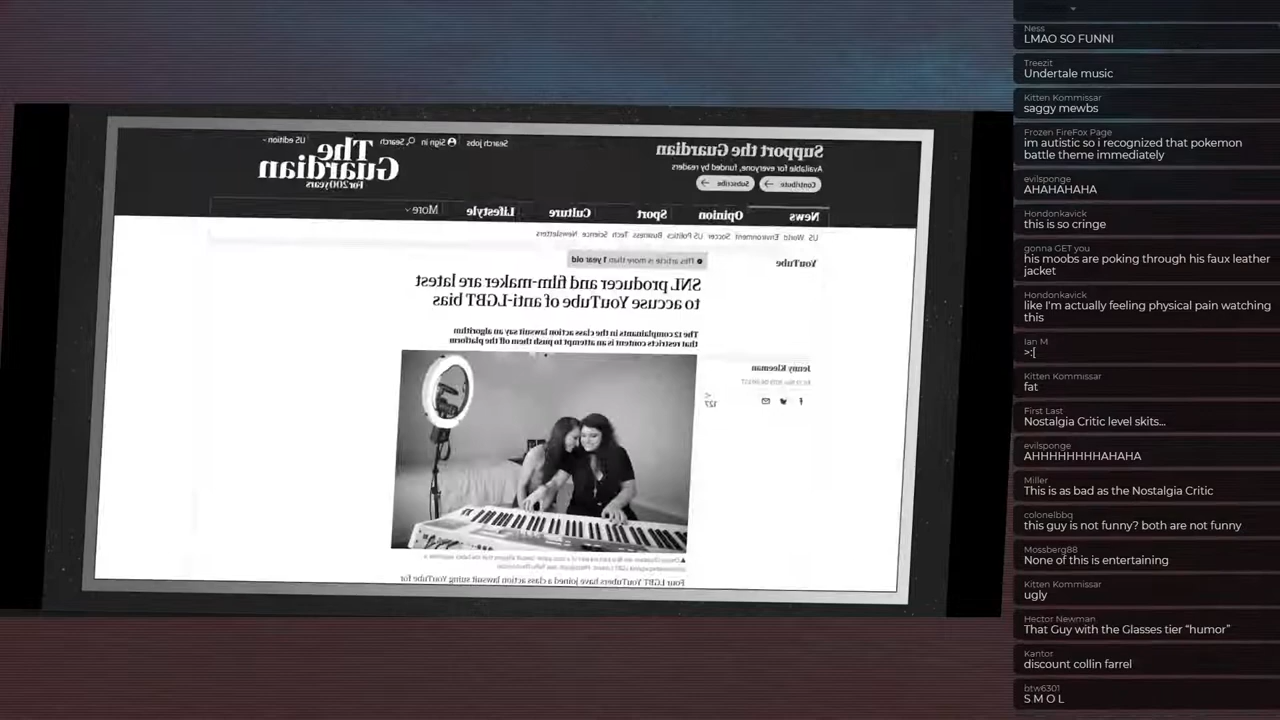 Support the Guardian
Available for everyone, funded by readers
Contribute →
Subscribe →
Search jobs
Sign in
Search
US edition
The
Guardian
For 200 years
News
Opinion
Sport
Culture
Lifestyle
More
US World Environment Soccer US Politics Business Tech Science Newsletters
YouTube
This article is more than 1 year old
SNL producer and film-maker are latest
to accuse YouTube of anti-LGBT bias
The 12 complainants in the class action lawsuit say an algorithm
that restricts content is an attempt to push them off the platform
Jenny Kleeman
127
Four LGBT YouTubers have joined a class action lawsuit suing YouTube for
Ness
LMAO SO FUNNI
Treezit
Undertale music
Kitten Kommissar
saggy mewbs
Frozen FireFox Page
im autistic so i recognized that pokemon
battle theme immediately
evilsponge
AHAHAHAHA
Hondonkavick
this is so cringe
gonna GET you
his moobs are poking through his faux leather
jacket
Hondonkavick
like I'm actually feeling physical pain watching
this
Ian M
>:[
Kitten Kommissar
fat
First Last
Nostalgia Critic level skits...
evilsponge
AHHHHHHHHAHAHA
Miller
This is as bad as the Nostalgia Critic
colonelbbq
this guy is not funny? both are not funny
Mossberg88
None of this is entertaining
Kitten Kommissar
ugly
Hector Newman
That Guy with the Glasses tier “humor”
Kantor
discount collin farrel
btw6301
S M O L